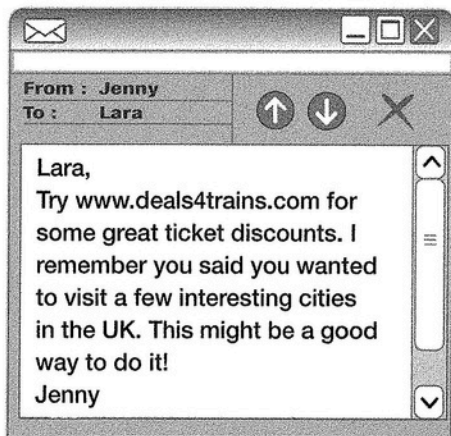 From : Jenny
To : Lara
Lara,
Try www.deals4trains.com for
some great ticket discounts. I
remember you said you wanted
to visit a few interesting cities
in the UK. This might be a good
way to do it!
Jenny